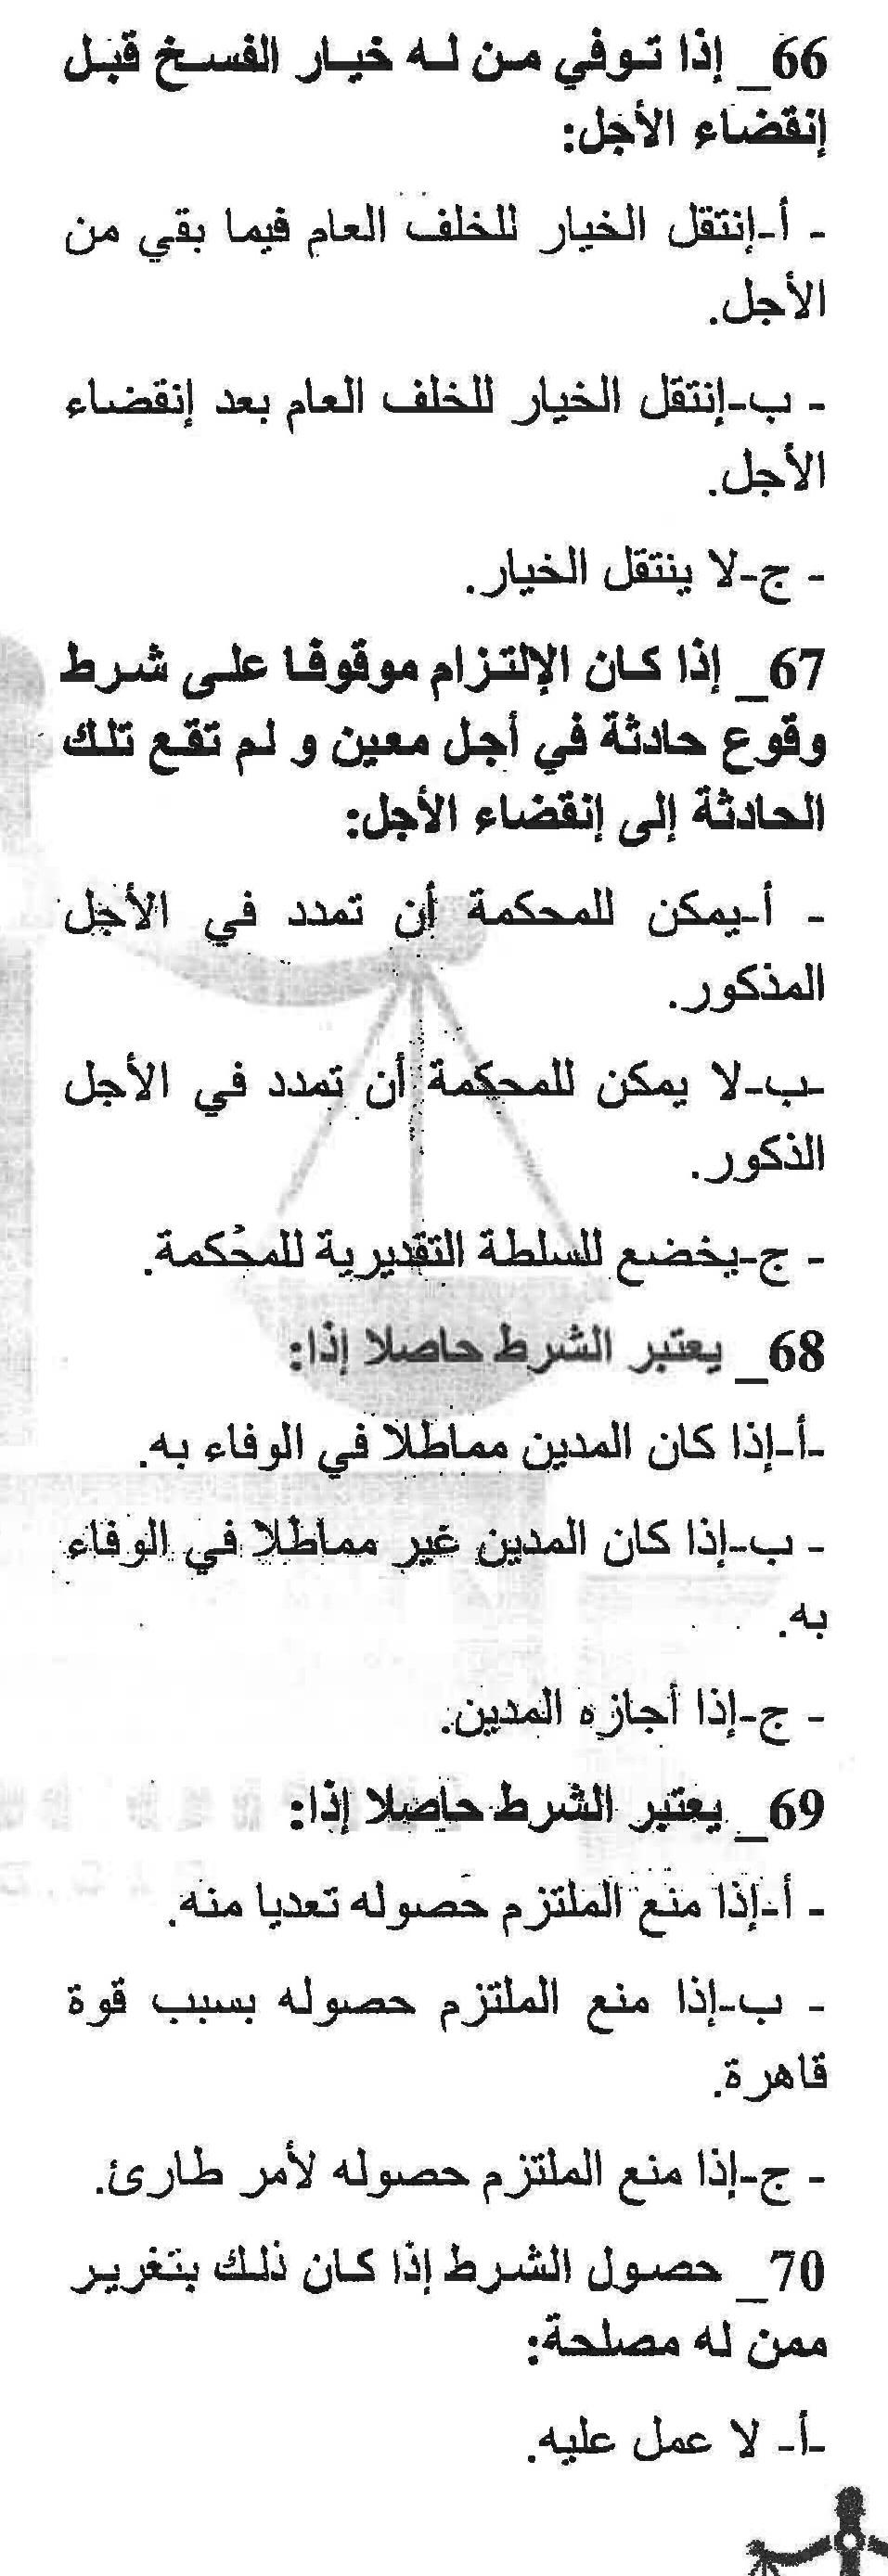 66_ إذا توفي من له خيار الفسخ قبل
إنقضاء الأجل:
- أ-إنتقل الخيار للخلف العام فيما بقي من
الأجل.
- ب-إنتقل الخيار للخلف العام بعد إنقضاء
الأجل.
- ج-لا ينتقل الخيار.
67_ إذا كان الإلتزام موقوفا على شرط
وقوع حادثة في أجل معين و لم تقع تلك
الحادثة إلى إنقضاء الأجل:
- أ-يمكن للمحكمة أن تمدد في الأجل
المذكور.
-ب-لا يمكن للمحكمة أن تمدد في الأجل
الذكور.
- ج-يخضع للسلطة التقديرية للمحكمة.
68_ يعتبر الشرط حاصلا إذا:
-أ-إذا كان المدين مماطلا في الوفاء به.
- ب-إذا كان المدين غير مماطلا في الوفاء
به.
- ج-إذا أجازه المدين.
69_ يعتبر الشرط حاصلا إذا:
- أ-إذا منع الملتزم حصوله تعديا منه.
- ب-إذا منع الملتزم حصوله بسبب قوة
قاهرة.
- ج-إذا منع الملتزم حصوله لأمر طارئ.
70_ حصول الشرط إذا كان ذلك بتغرير
ممن له مصلحة:
-أ- لا عمل عليه.